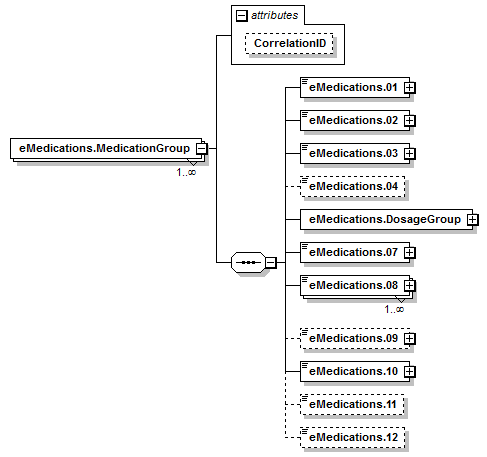 attributes
CorrelationID
eMedications.01
eMedications.02
eMedications.03
eMedications.MedicationGroup
1..∞
eMedications.04
eMedications.DosageGroup
eMedications.07
eMedications.08
1..∞
eMedications.09
eMedications.10
eMedications.11
eMedications.12